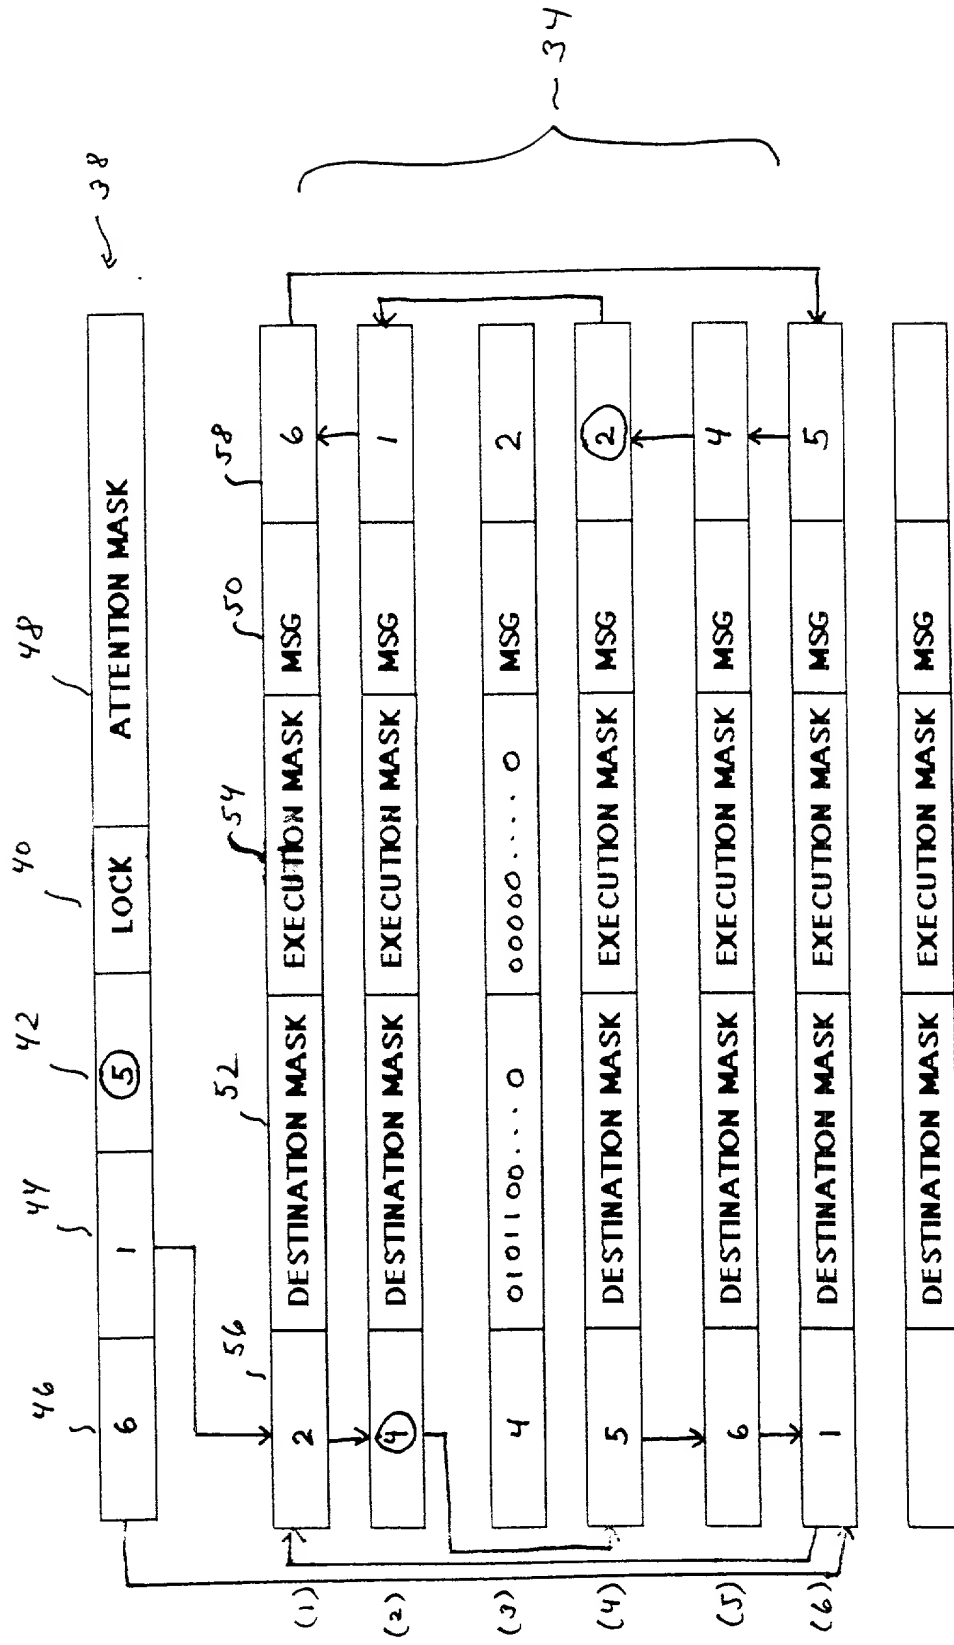 46 44 42 40 48
6 1 (5) LOCK ATTENTION MASK 38
56 52 54 50 58
(1) 2 DESTINATION MASK EXECUTION MASK MSG 6
(2) (4) DESTINATION MASK EXECUTION MASK MSG 1
(3) 4 0101100...0 00000....0 MSG 2
34
(4) 5 DESTINATION MASK EXECUTION MASK MSG (2)
(5) 6 DESTINATION MASK EXECUTION MASK MSG 4
(6) 1 DESTINATION MASK EXECUTION MASK MSG 5
DESTINATION MASK EXECUTION MASK MSG